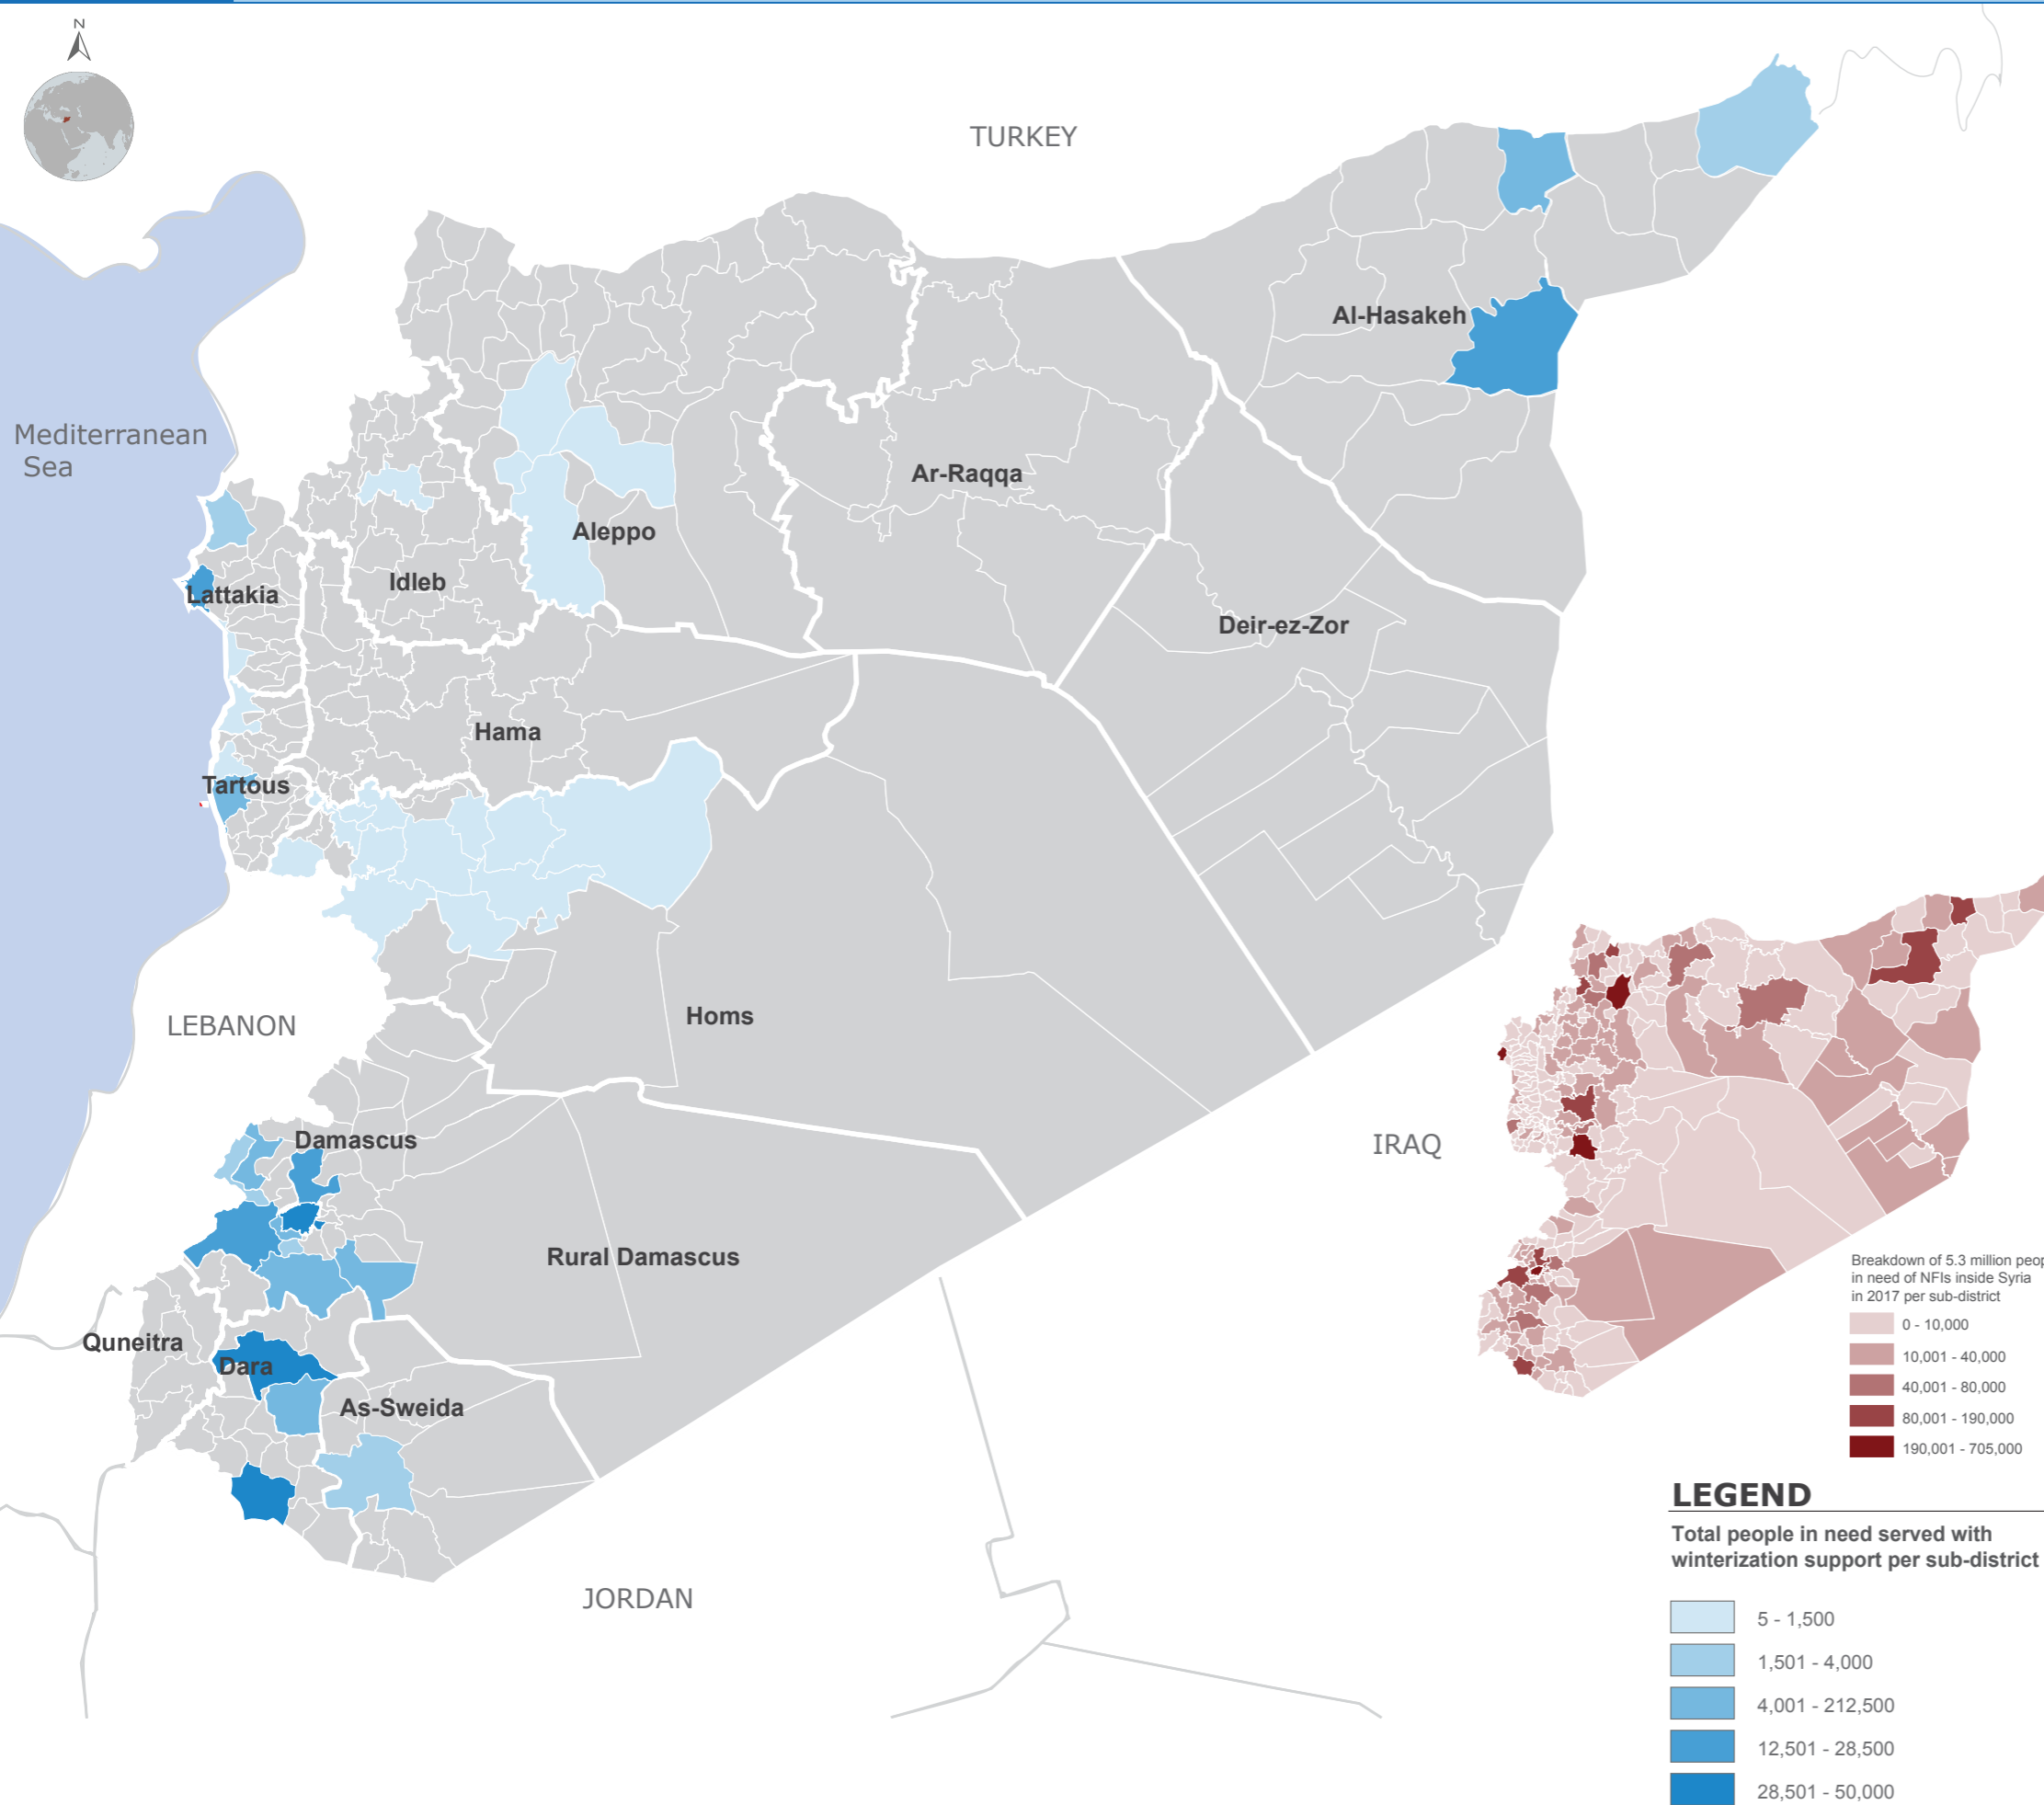 N
TURKEY
Al-Hasakeh
Mediterranean
Sea
Ar-Raqqa
Aleppo
Idleb
Lattakia
Deir-ez-Zor
Hama
Tartous
LEBANON
Homs
Damascus
IRAQ
Rural Damascus
Quneitra
Dara
As-Sweida
JORDAN
Breakdown of 5.3 million peop
in need of NFIs inside Syria
in 2017 per sub-district
0 - 10,000
10,001 - 40,000
40,001 - 80,000
80,001 - 190,000
190,001 - 705,000
LEGEND
Total people in need served with
winterization support per sub-district
5 - 1,500
1,501 - 4,000
4,001 - 212,500
12,501 - 28,500
28,501 - 50,000